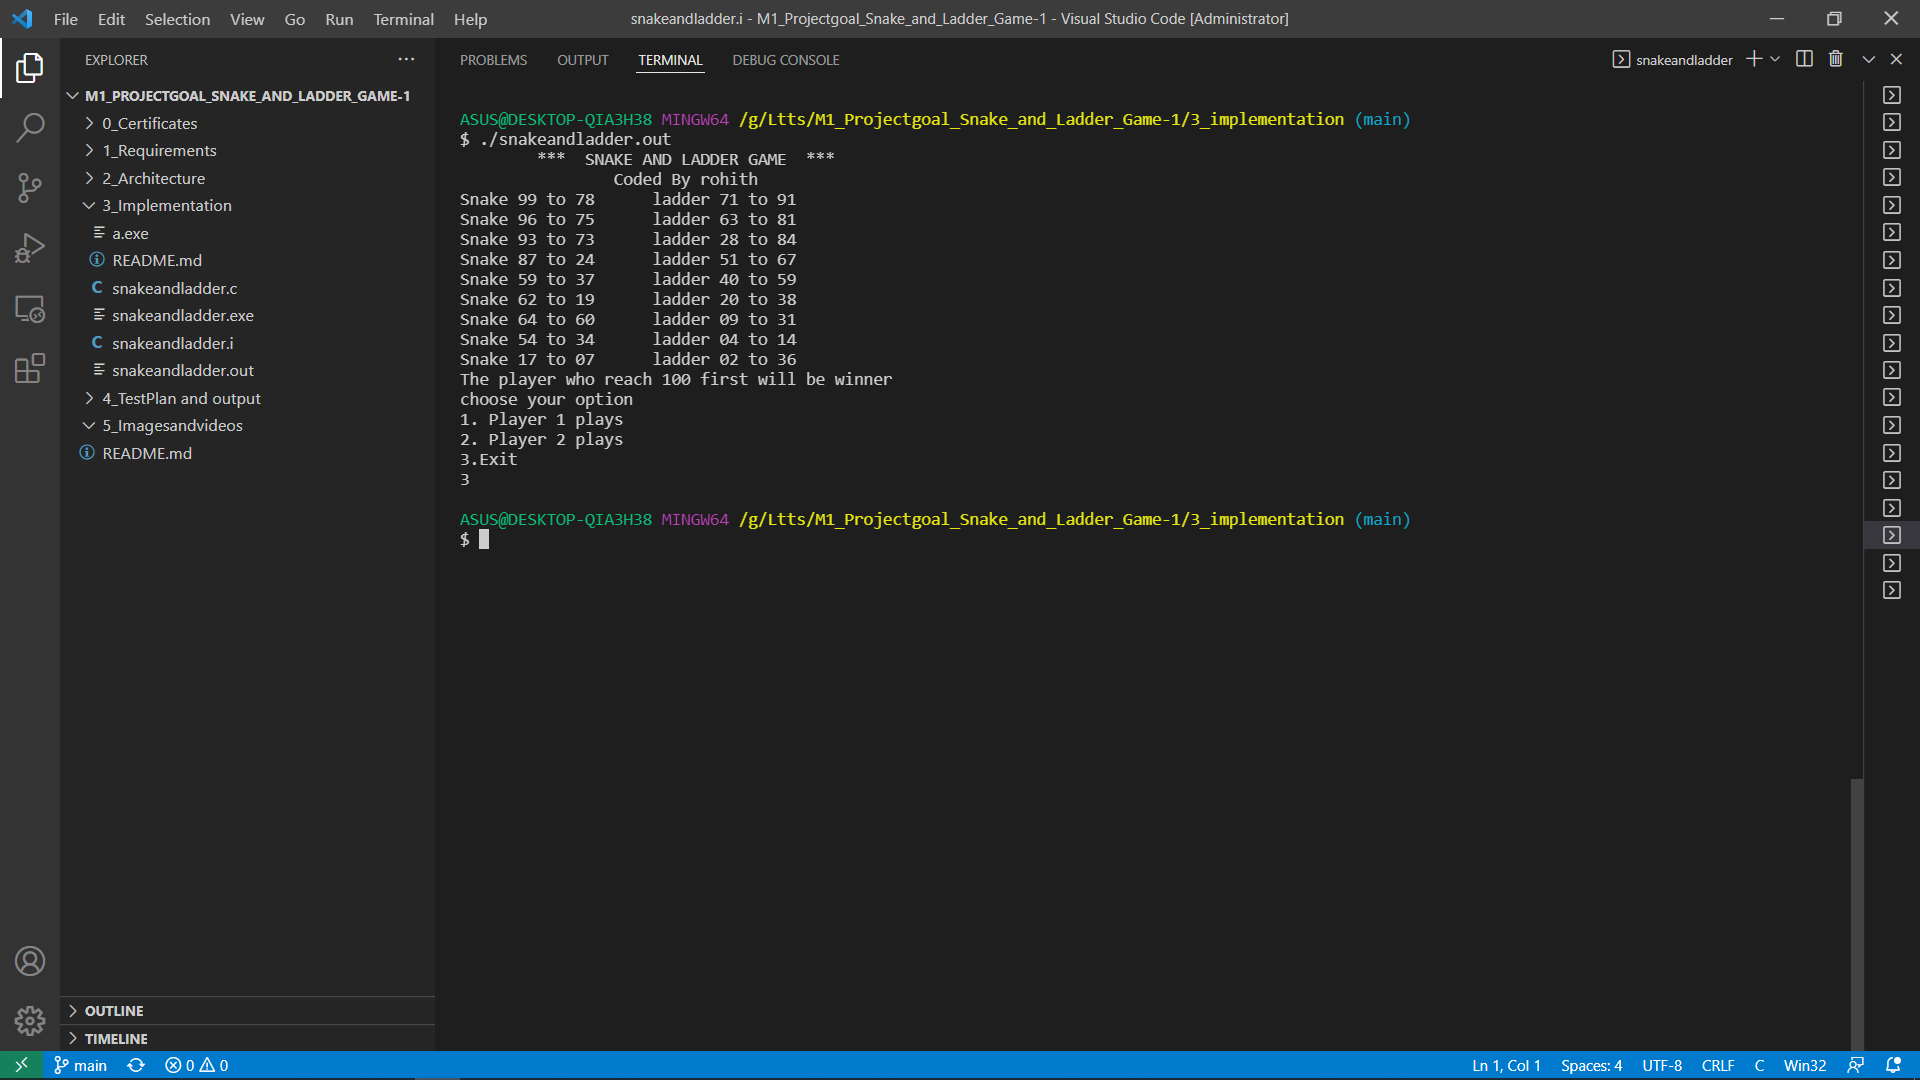 File Edit Selection View Go Run Terminal Help
snakeandladder.i - M1_Projectgoal_Snake_and_Ladder_Game-1 - Visual Studio Code [Administrator]
EXPLORER
M1_PROJECTGOAL_SNAKE_AND_LADDER_GAME-1
0_Certificates
1_Requirements
2_Architecture
3_Implementation
a.exe
README.md
C snakeandladder.c
snakeandladder.exe
C snakeandladder.i
snakeandladder.out
4_TestPlan and output
5_Imagesandvideos
README.md
OUTLINE
TIMELINE
PROBLEMS OUTPUT TERMINAL DEBUG CONSOLE
snakeandladder
ASUS@DESKTOP-QIA3H38 MINGW64 /g/Ltts/M1_Projectgoal_Snake_and_Ladder_Game-1/3_implementation (main)
$ ./snakeandladder.out
*** SNAKE AND LADDER GAME ***
Coded By rohith
Snake 99 to 78 ladder 71 to 91
Snake 96 to 75 ladder 63 to 81
Snake 93 to 73 ladder 28 to 84
Snake 87 to 24 ladder 51 to 67
Snake 59 to 37 ladder 40 to 59
Snake 62 to 19 ladder 20 to 38
Snake 64 to 60 ladder 09 to 31
Snake 54 to 34 ladder 04 to 14
Snake 17 to 07 ladder 02 to 36
The player who reach 100 first will be winner
choose your option
1. Player 1 plays
2. Player 2 plays
3.Exit
3
ASUS@DESKTOP-QIA3H38 MINGW64 /g/Ltts/M1_Projectgoal_Snake_and_Ladder_Game-1/3_implementation (main)
$
main 0 0
Ln 1, Col 1 Spaces: 4 UTF-8 CRLF C Win32